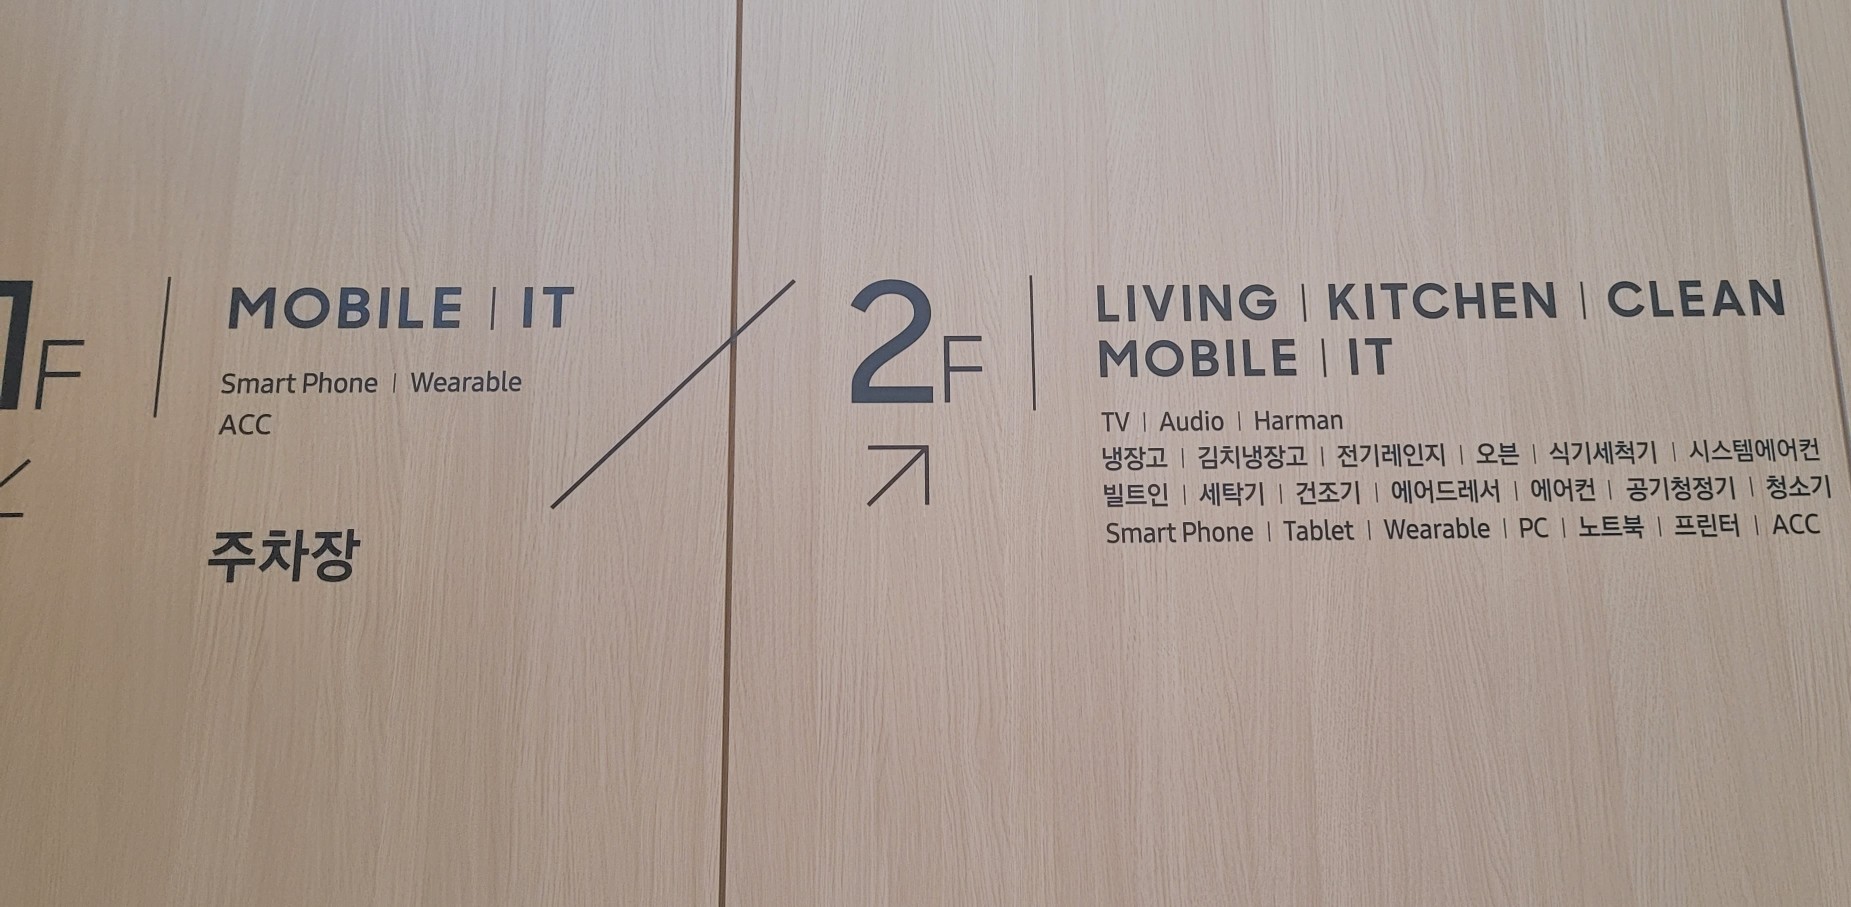 1F
MOBILE | IT
Smart Phone | Wearable
ACC
주차장
2F
LIVING | KITCHEN | CLEAN
MOBILE | IT
TV | Audio | Harman
냉장고 | 김치냉장고 | 전기레인지 | 오븐 | 식기세척기 | 시스템에어컨
빌트인 | 세탁기 | 건조기 | 에어드레서 | 에어컨 | 공기청정기 | 청소기
Smart Phone | Tablet | Wearable | PC | 노트북 | 프린터 | ACC